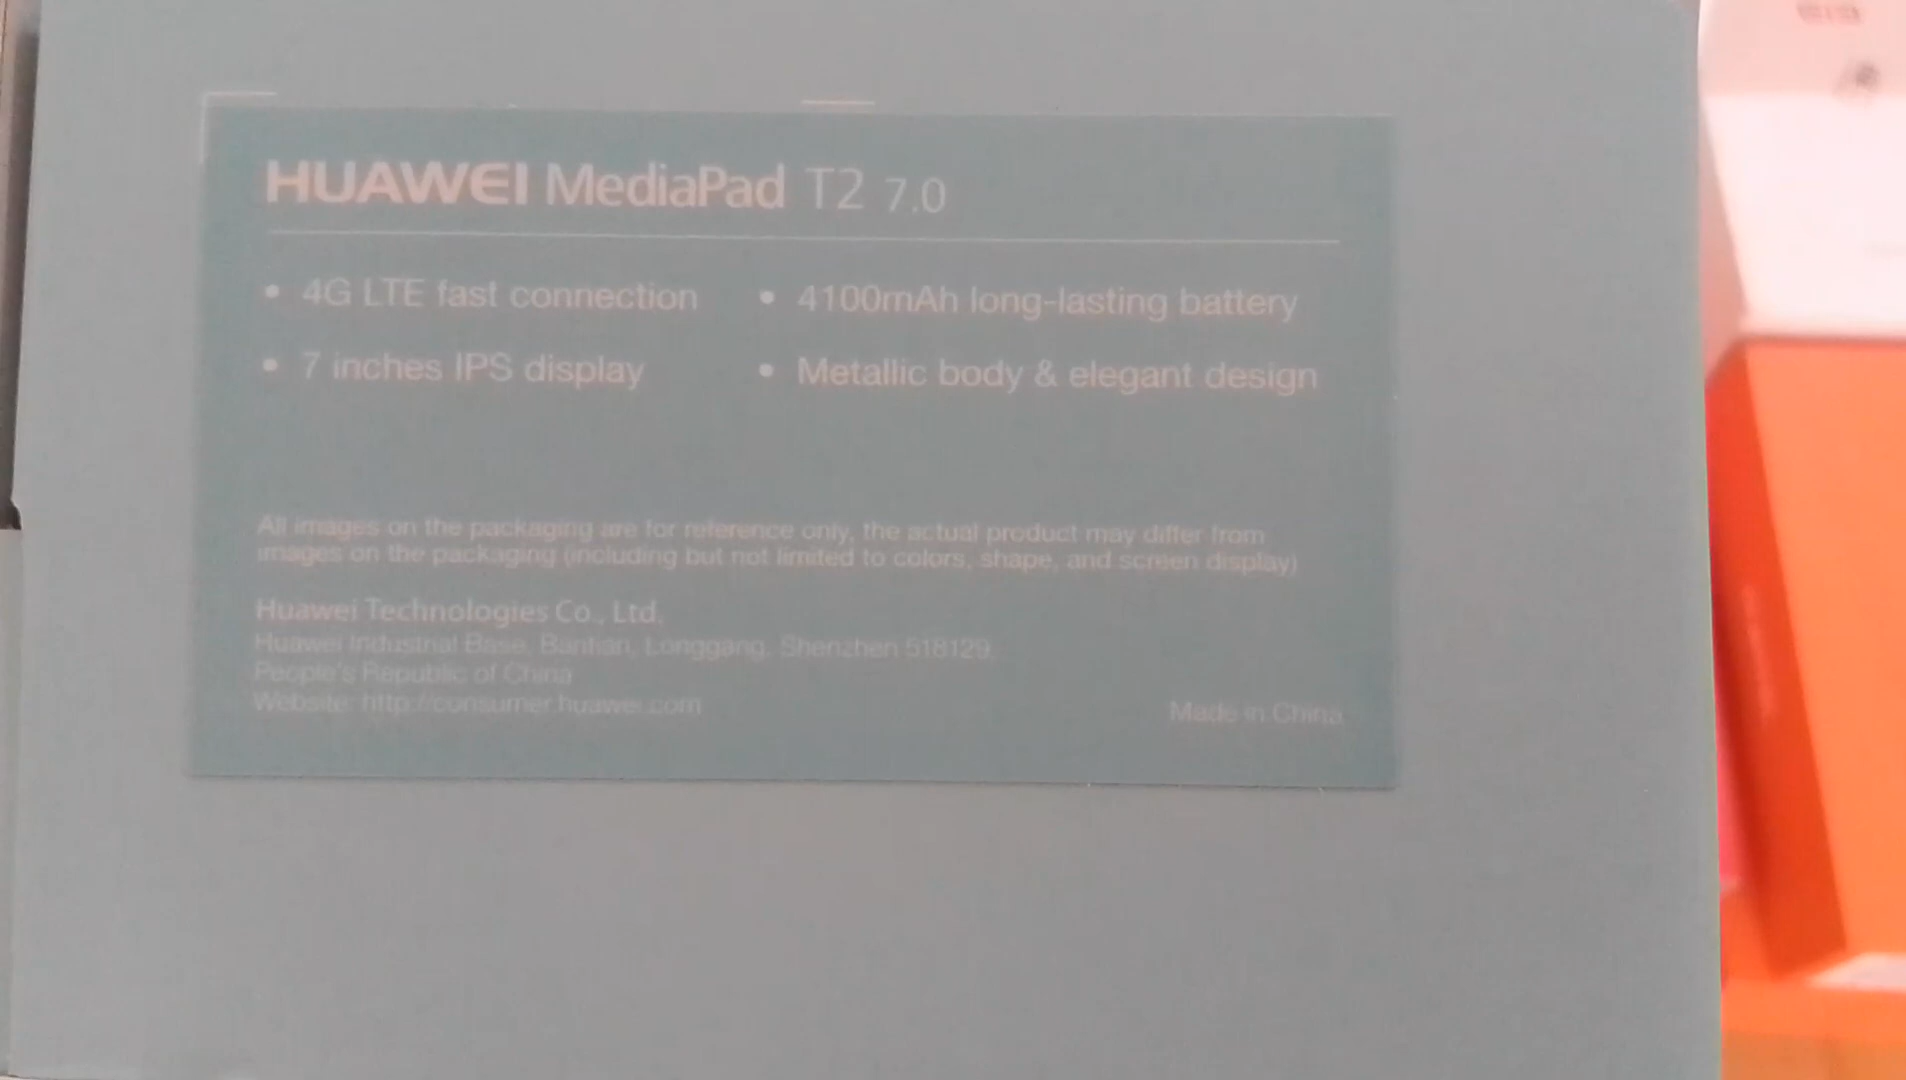 HUAWEI MediaPad T2 7.0
• 4G LTE fast connection
• 4100mAh long-lasting battery
• 7 inches IPS display
• Metallic body & elegant design
All images on the packaging are for reference only, the actual product may differ from
images on the packaging (including but not limited to colors, shape, and screen display)
Huawei Technologies Co., Ltd.
Huawei Industrial Base, Bantian, Longgang, Shenzhen 518129,
People's Republic of China
Website: http://consumer.huawei.com
Made in China